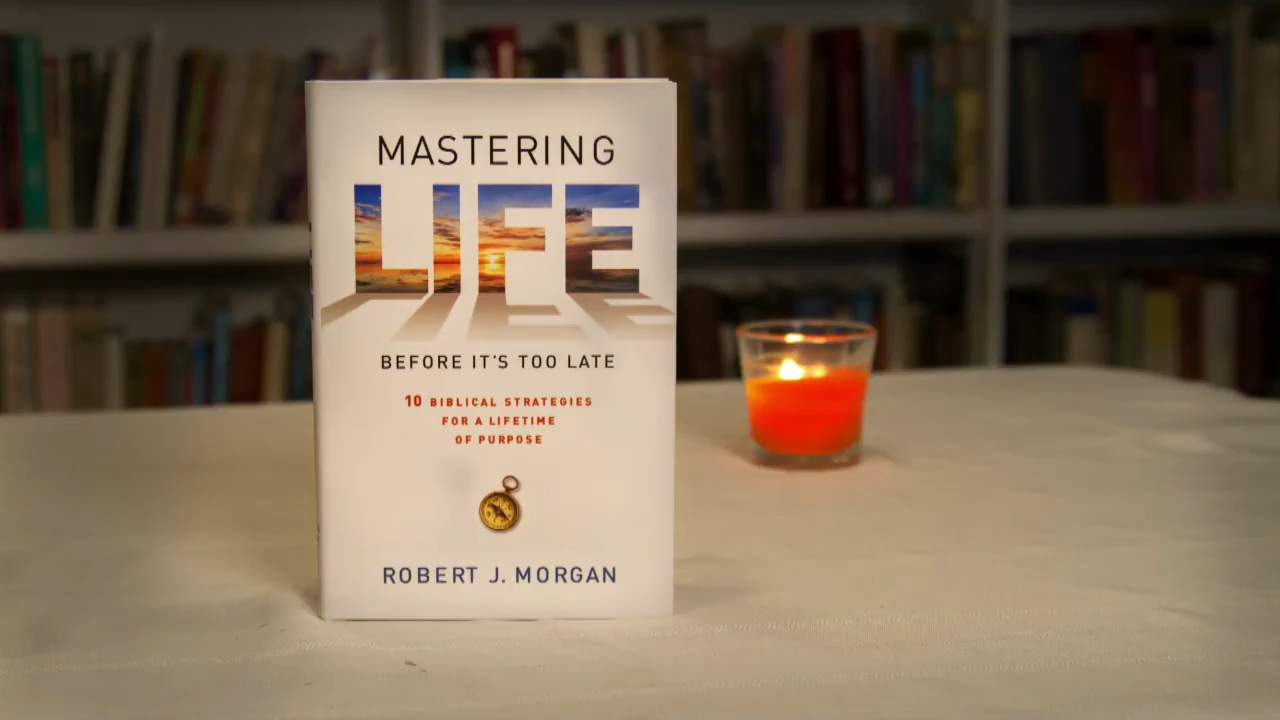 MASTERING
LIFE
BEFORE IT'S TOO LATE
10 BIBLICAL STRATEGIES
FOR A LIFETIME
OF PURPOSE
ROBERT J. MORGAN